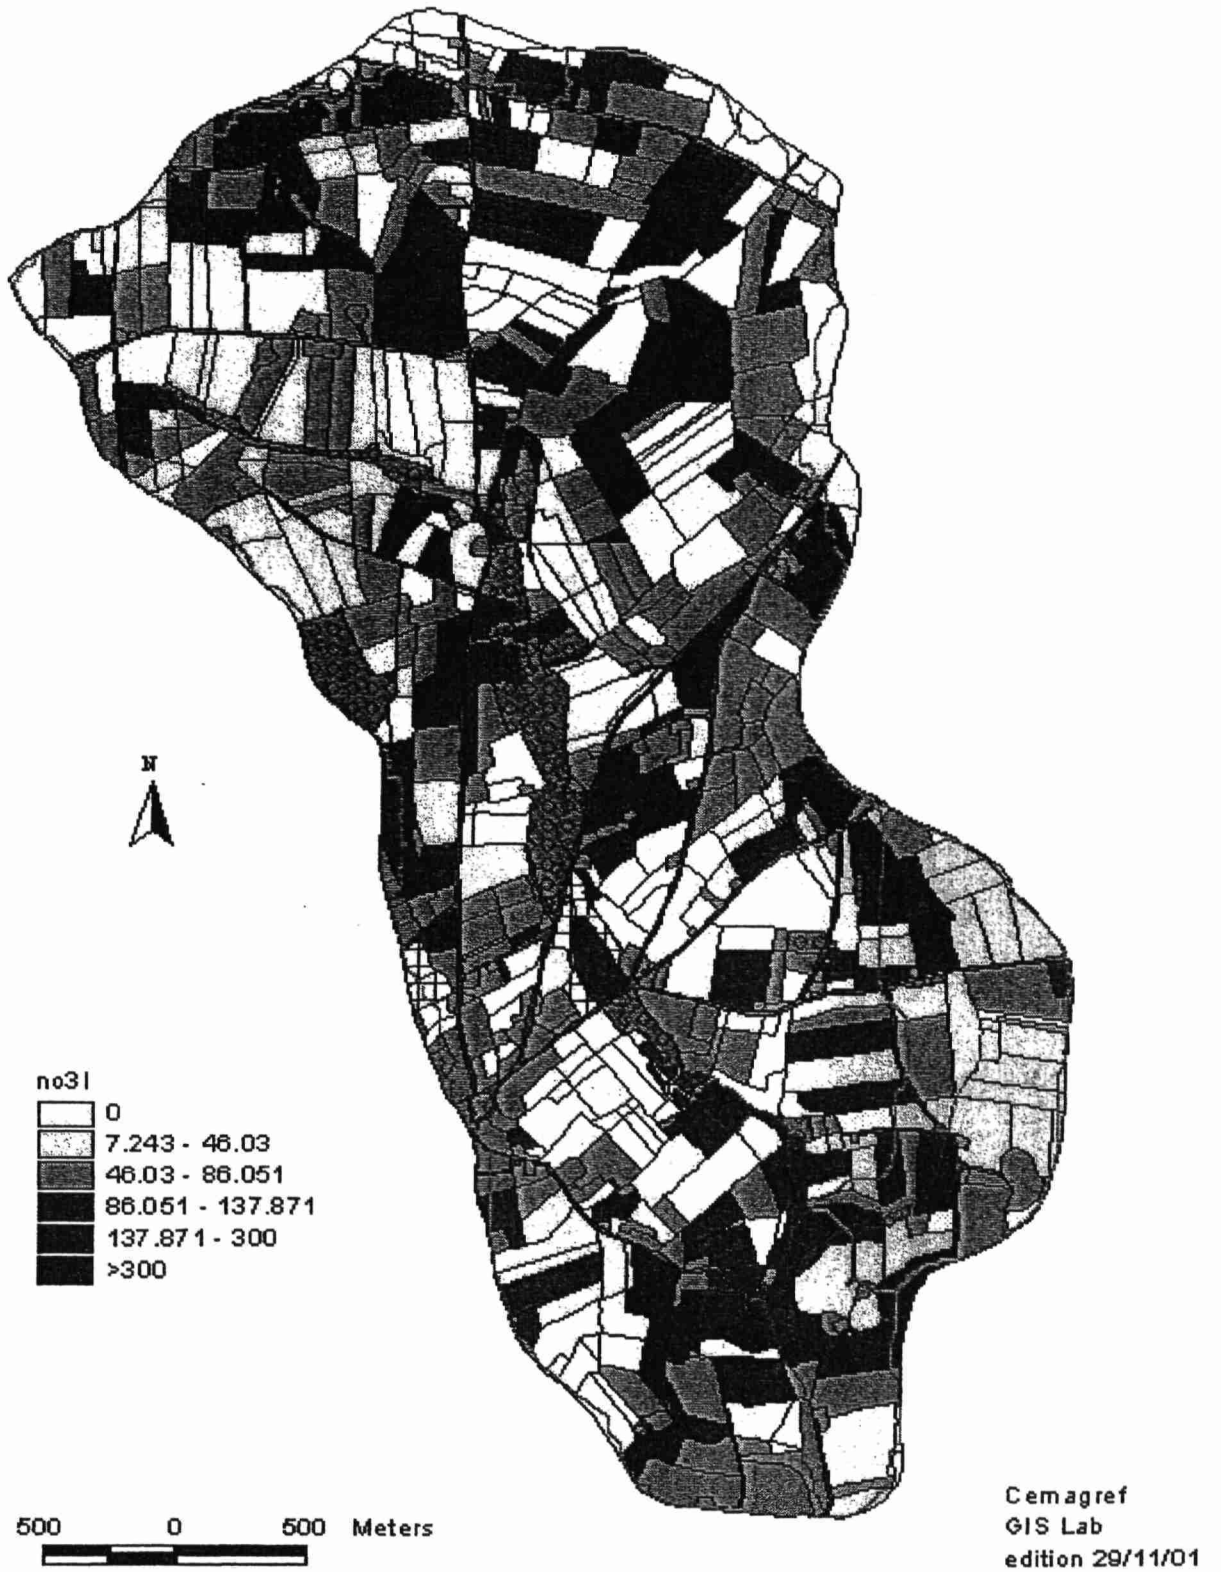 N
no3l
0
7.243 - 46.03
46.03 - 86.051
86.051 - 137.871
137.871 - 300
>300
500 0 500 Meters
Cemagref
GIS Lab
edition 29/11/01